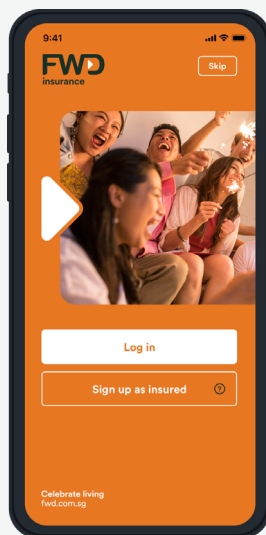 9:41
FWD
insurance
Skip
Log in
Sign up as insured
Celebrate living
fwd.com.sg